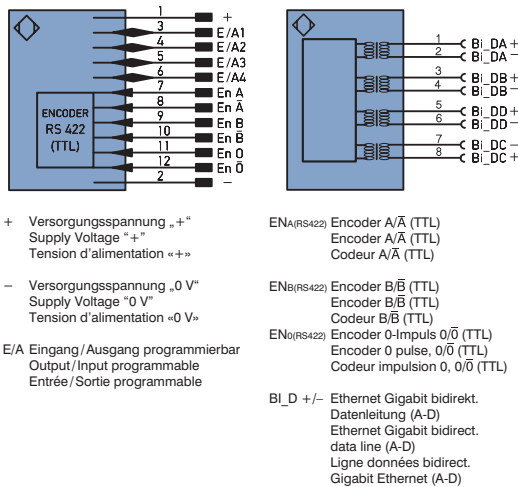 1 +
3 E/A1
4 E/A2
5 E/A3
6 E/A4
7 En A
8 En A̅
9 En B
10 En B̅
11 En 0
12 En 0̅
2 −
ENCODER
RS 422
(TTL)
1 Bi_DA+
2 Bi_DA−
3 Bi_DB+
4 Bi_DB−
5 Bi_DD+
6 Bi_DD−
7 Bi_DC−
8 Bi_DC+
+ Versorgungsspannung „+“
Supply Voltage “+”
Tension d’alimentation «+»
− Versorgungsspannung „0 V“
Supply Voltage “0 V”
Tension d’alimentation «0 V»
E/A Eingang/Ausgang programmierbar
Output/Input programmable
Entrée/Sortie programmable
ENA(RS422) Encoder A/A̅ (TTL)
Encoder A/A̅ (TTL)
Codeur A/A̅ (TTL)
ENB(RS422) Encoder B/B̅ (TTL)
Encoder B/B̅ (TTL)
Codeur B/B̅ (TTL)
EN0(RS422) Encoder 0-Impuls 0/0̅ (TTL)
Encoder 0 pulse, 0/0̅ (TTL)
Codeur impulsion 0, 0/0̅ (TTL)
BI_D +/− Ethernet Gigabit bidirekt.
Datenleitung (A-D)
Ethernet Gigabit bidirect.
data line (A-D)
Ligne données bidirect.
Gigabit Ethernet (A-D)